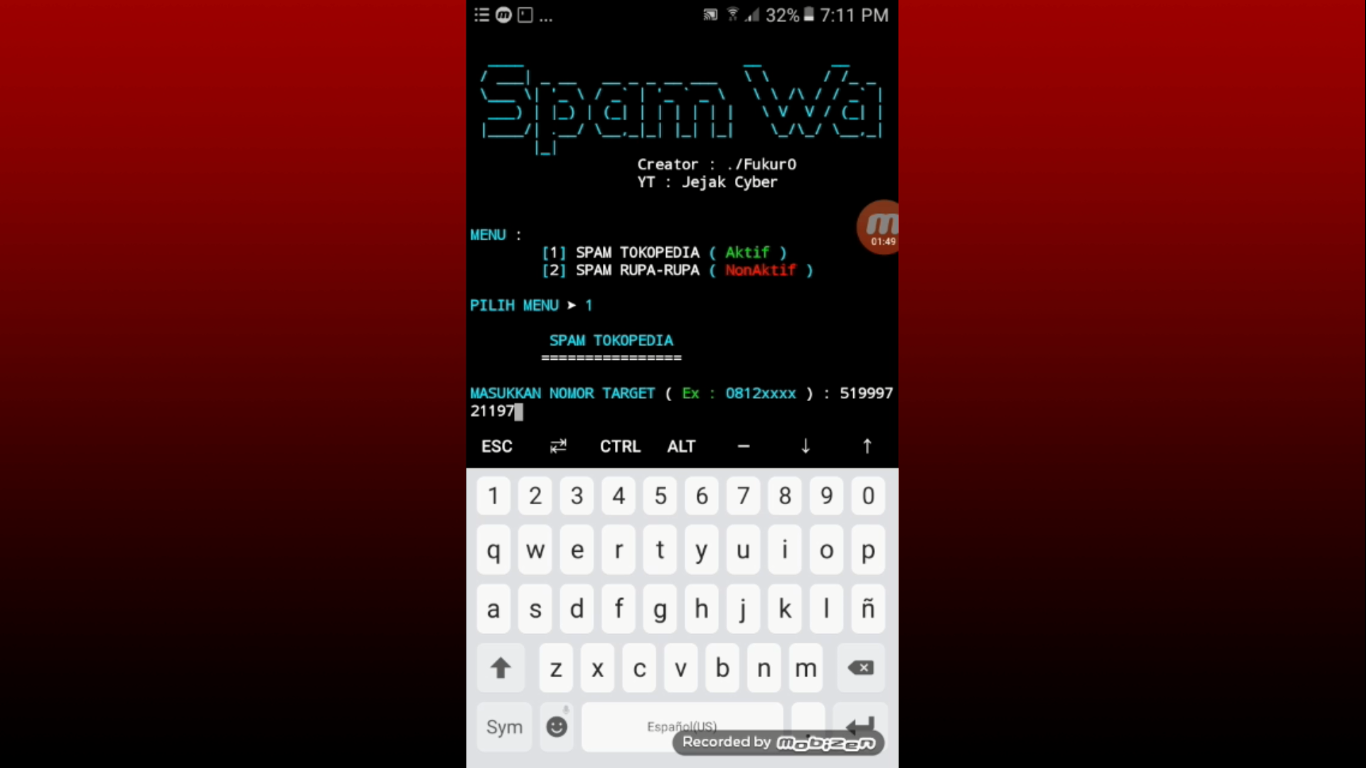 ... 32% 7:11 PM
Spam Wa
Creator : ./Fukur0
YT : Jejak Cyber
01:49
MENU :
[1] SPAM TOKOPEDIA ( Aktif )
[2] SPAM RUPA-RUPA ( NonAktif )
PILIH MENU ➤ 1
SPAM TOKOPEDIA
================
MASUKKAN NOMOR TARGET ( Ex : 0812xxxx ) : 519997
21197
ESC ⇄ CTRL ALT — ↓ ↑
1 2 3 4 5 6 7 8 9 0
q w e r t y u i o p
a s d f g h j k l ñ
z x c v b n m
Sym Español(US) .
Recorded by mobizen